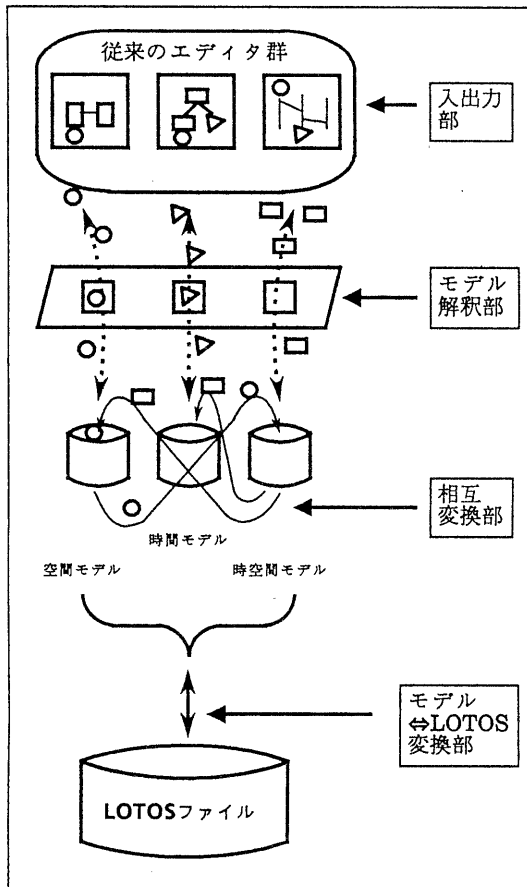 従来のエディタ群
入出力
部
モデル
解釈部
相互
変換部
時間モデル
空間モデル
時空間モデル
モデル
⇔LOTOS
変換部
LOTOSファイル